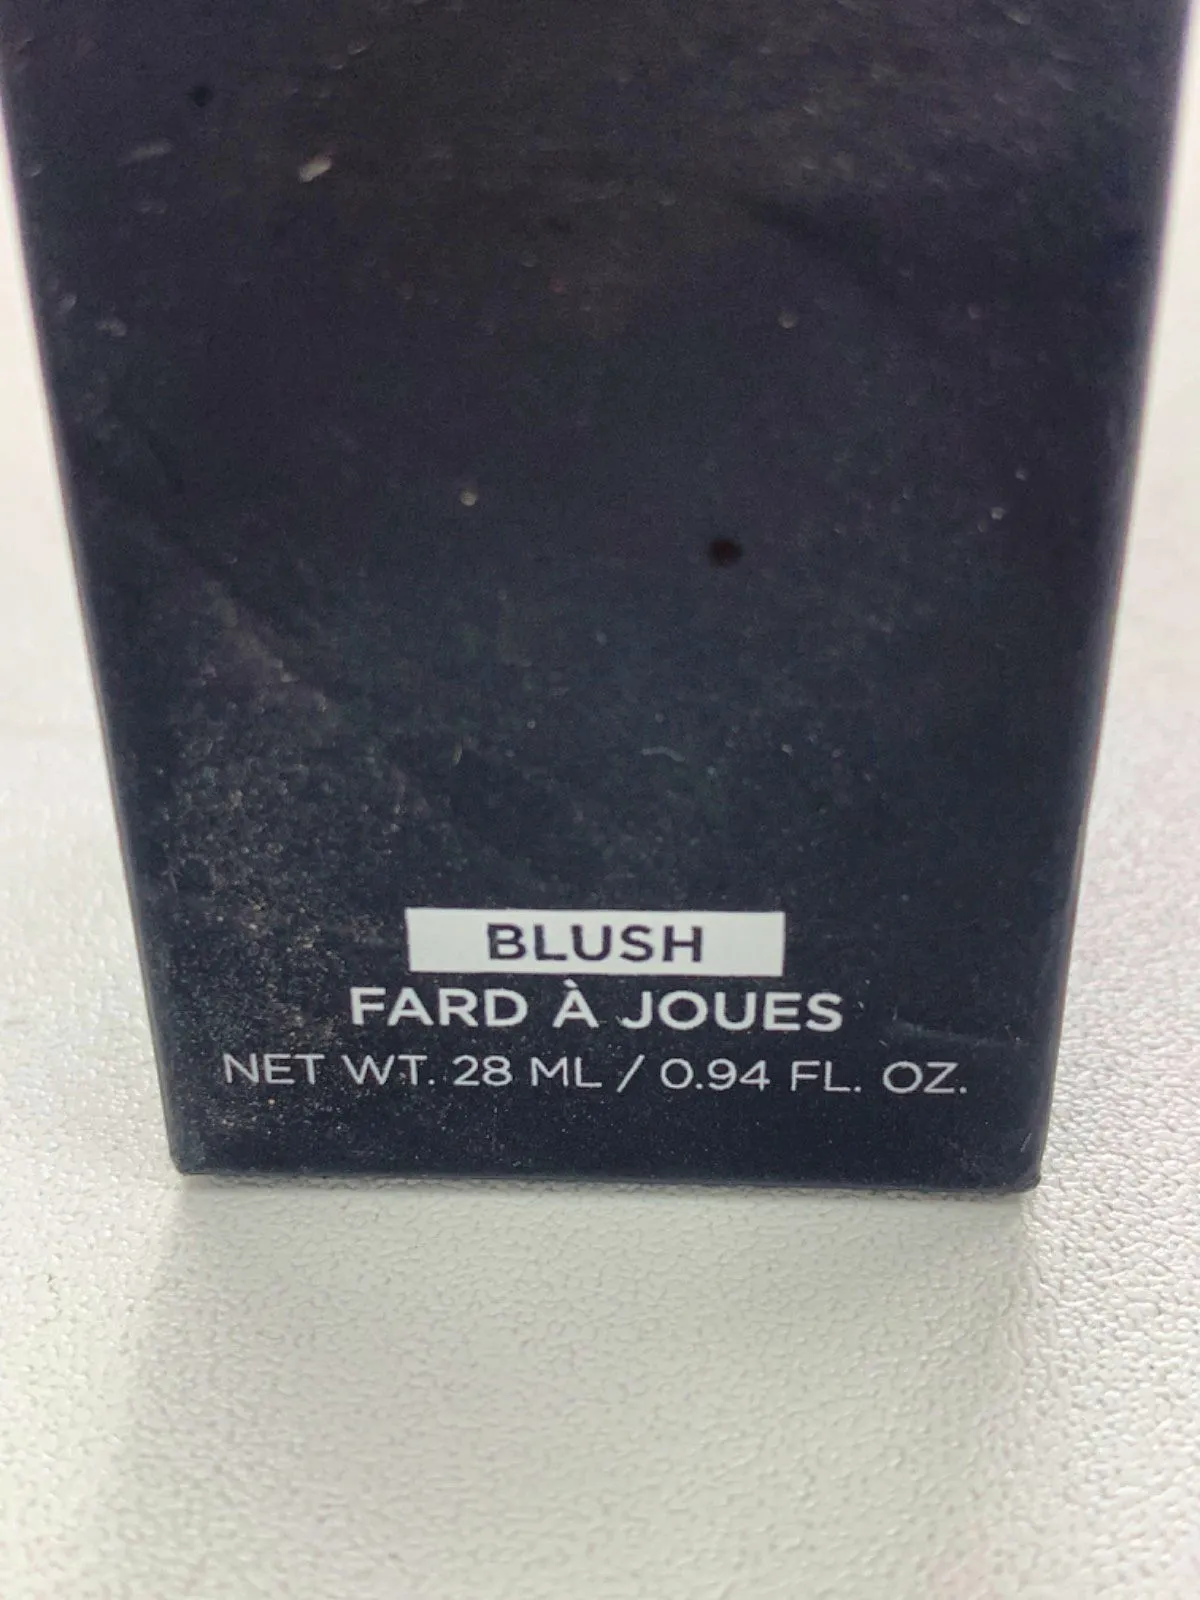 BLUSH
FARD À JOUES
NET WT. 28 ML / 0.94 FL. OZ.